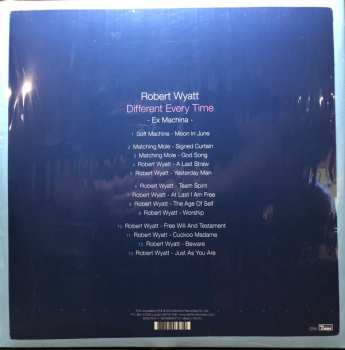 Robert Wyatt
Different Every Time
- Ex Machina -
1 Soft Machine - Moon in June
2 Matching Mole - Signed Curtain
3 Matching Mole - God Song
4 Robert Wyatt - A Last Straw
5 Robert Wyatt - Yesterday Man
6 Robert Wyatt - Team Spirit
7 Robert Wyatt - At Last I Am Free
8 Robert Wyatt - The Age Of Self
9 Robert Wyatt - Worship
10 Robert Wyatt - Free Will And Testament
11 Robert Wyatt - Cuckoo Madame
12 Robert Wyatt - Beware
13 Robert Wyatt - Just As You Are